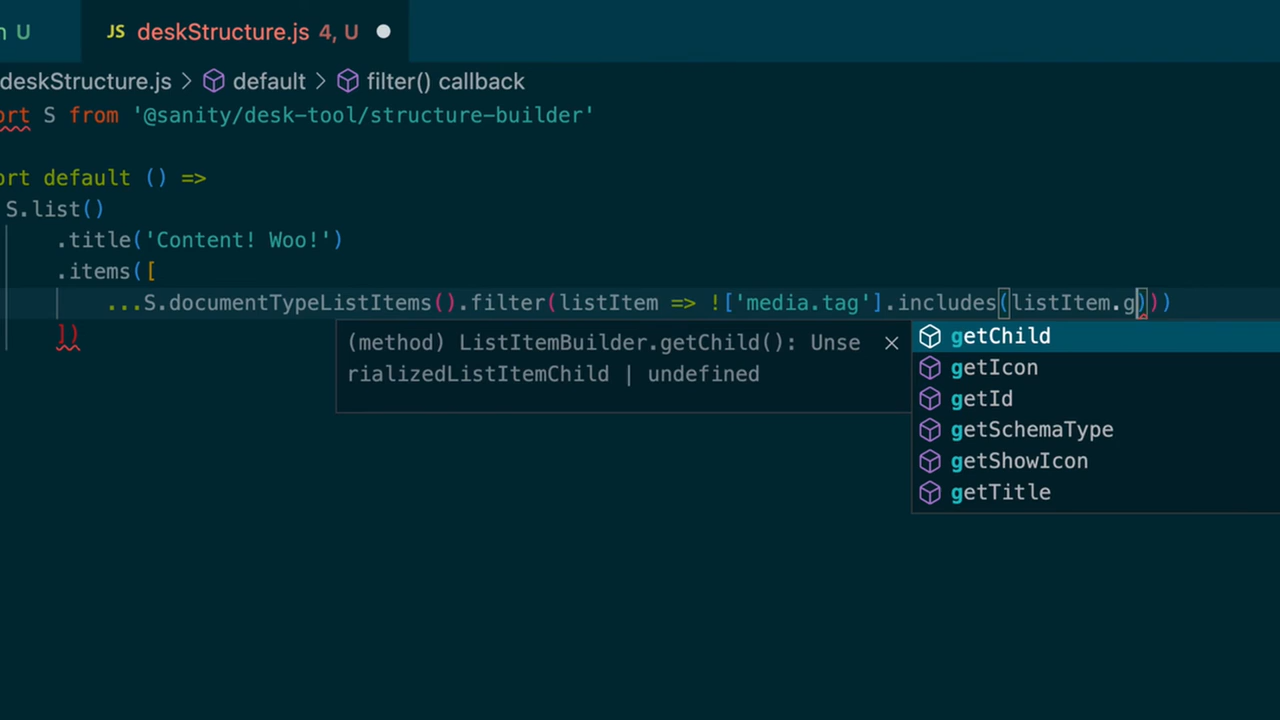 n U
JS deskStructure.js 4, U
deskStructure.js > default > filter() callback
ort S from '@sanity/desk-tool/structure-builder'
ort default () =>
S.list()
.title('Content! Woo!')
.items([
...S.documentTypeListItems().filter(listItem => !['media.tag'].includes(listItem.g)))
])
(method) ListItemBuilder.getChild(): Unse
rializedListItemChild | undefined
getChild
getIcon
getId
getSchemaType
getShowIcon
getTitle